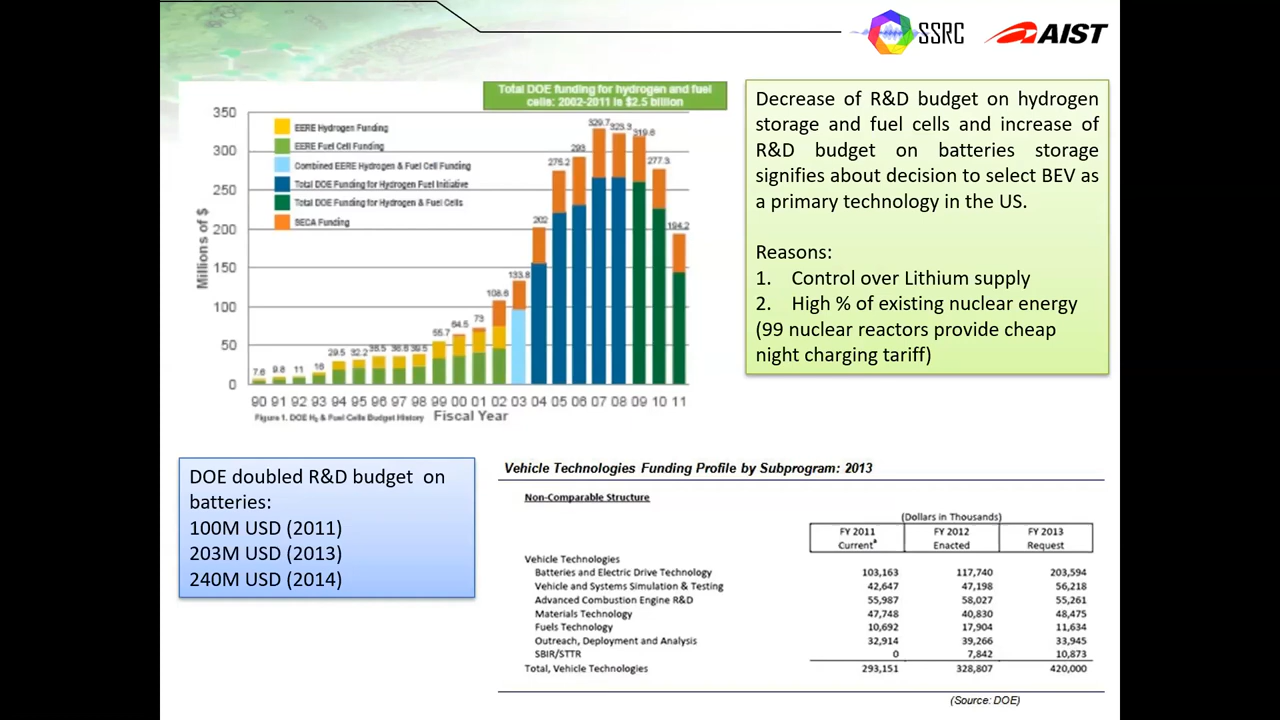 SSRC
AIST
Total DOE funding for hydrogen and fuel
cells: 2002-2011 is $2.5 billion
350
300
250
200
150
100
50
0
Millions of $
EERE Hydrogen Funding
EERE Fuel Cell Funding
Combined EERE Hydrogen & Fuel Cell Funding
Total DOE Funding for Hydrogen Fuel Initiative
Total DOE Funding for Hydrogen & Fuel Cells
SECA Funding
7.6 9.8 11 16 29.5 32.2 36.6 39.5 55.7 64.5 73 108.6 133.8 202 275.2 293 329.7 323.3 319.6 277.3 194.2
90 91 92 93 94 95 96 97 98 99 00 01 02 03 04 05 06 07 08 09 10 11
Figure 1. DOE H₂ & Fuel Cells Budget History
Fiscal Year
Decrease of R&D budget on hydrogen
storage and fuel cells and increase of
R&D budget on batteries storage
signifies about decision to select BEV as
a primary technology in the US.
Reasons:
1. Control over Lithium supply
2. High % of existing nuclear energy
(99 nuclear reactors provide cheap
night charging tariff)
DOE doubled R&D budget on
batteries:
100M USD (2011)
203M USD (2013)
240M USD (2014)
Vehicle Technologies Funding Profile by Subprogram: 2013
Non-Comparable Structure
(Dollars in Thousands)
FY 2011 FY 2012 FY 2013
Currentª Enacted Request
Vehicle Technologies
Batteries and Electric Drive Technology 103,163 117,740 203,594
Vehicle and Systems Simulation & Testing 42,647 47,198 56,218
Advanced Combustion Engine R&D 55,987 58,027 55,261
Materials Technology 47,748 40,830 48,475
Fuels Technology 10,692 17,904 11,634
Outreach, Deployment and Analysis 32,914 39,266 33,945
SBIR/STTR 0 7,842 10,873
Total, Vehicle Technologies 293,151 328,807 420,000
(Source: DOE)